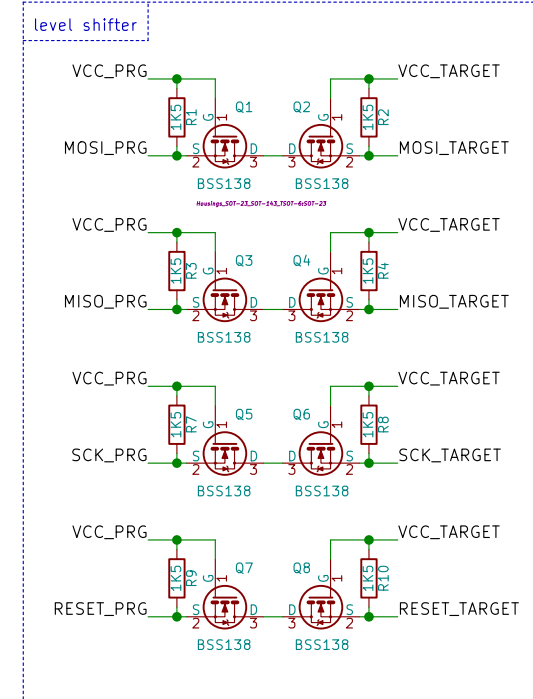 level shifter
VCC_PRG VCC_TARGET
1K5 R1 G 1 Q1 Q2 G 1 1K5 R2
MOSI_PRG S 2 D 3 D 3 S 2 MOSI_TARGET
BSS138 BSS138
Housings_SOT-23_SOT-143_TSOT-6:SOT-23
VCC_PRG VCC_TARGET
1K5 R3 G 1 Q3 Q4 G 1 1K5 R4
MISO_PRG S 2 D 3 D 3 S 2 MISO_TARGET
BSS138 BSS138
VCC_PRG VCC_TARGET
1K5 R7 G 1 Q5 Q6 G 1 1K5 R8
SCK_PRG S 2 D 3 D 3 S 2 SCK_TARGET
BSS138 BSS138
VCC_PRG VCC_TARGET
1K5 R9 G 1 Q7 Q8 G 1 1K5 R10
RESET_PRG S 2 D 3 D 3 S 2 RESET_TARGET
BSS138 BSS138